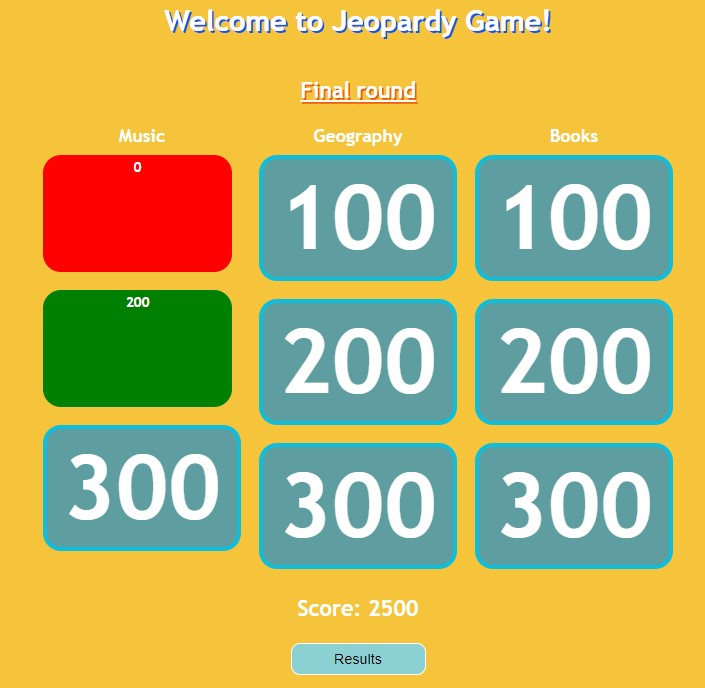 Welcome to Jeopardy Game!
Final round
Music Geography Books
0 100 100
200 200 200
300 300 300
Score: 2500
Results